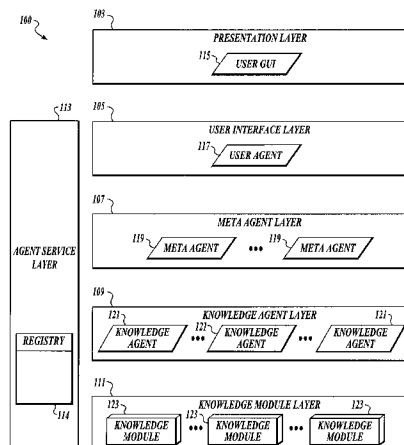 100
103
PRESENTATION LAYER
115
USER GUI
113
AGENT SERVICE
LAYER
REGISTRY
114
105
USER INTERFACE LAYER
117
USER AGENT
107
META AGENT LAYER
119
META AGENT
•••
119
META AGENT
109
KNOWLEDGE AGENT LAYER
121
KNOWLEDGE
AGENT
•••
121
KNOWLEDGE
AGENT
•••
121
KNOWLEDGE
AGENT
111
KNOWLEDGE MODULE LAYER
123
KNOWLEDGE
MODULE
•••
123
KNOWLEDGE
MODULE
•••
123
KNOWLEDGE
MODULE